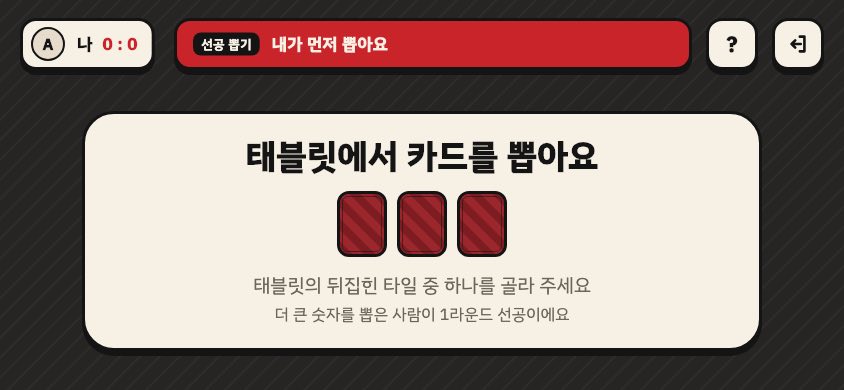 A 나 0 : 0 선공 뽑기 내가 먼저 뽑아요 ?
태블릿에서 카드를 뽑아요
태블릿의 뒤집힌 타일 중 하나를 골라 주세요
더 큰 숫자를 뽑은 사람이 1라운드 선공이에요